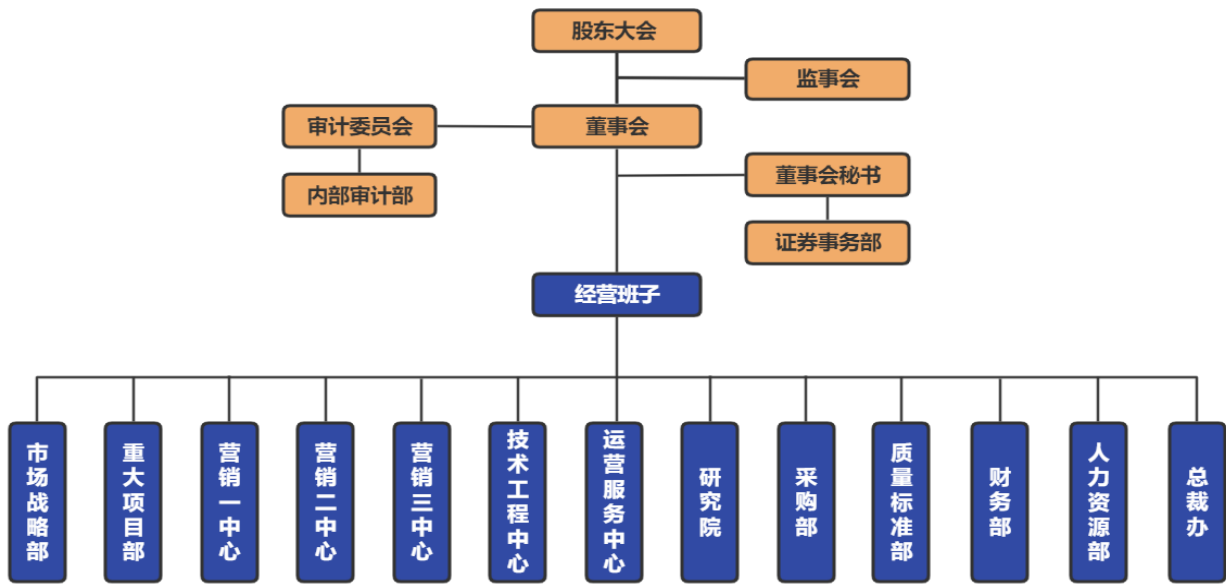 股东大会
监事会
审计委员会
董事会
董事会秘书
内部审计部
证券事务部
经营班子
市场战略部
重大项目部
营销一中心
营销二中心
营销三中心
技术工程中心
运营服务中心
研究院
采购部
质量标准部
财务部
人力资源部
总裁办